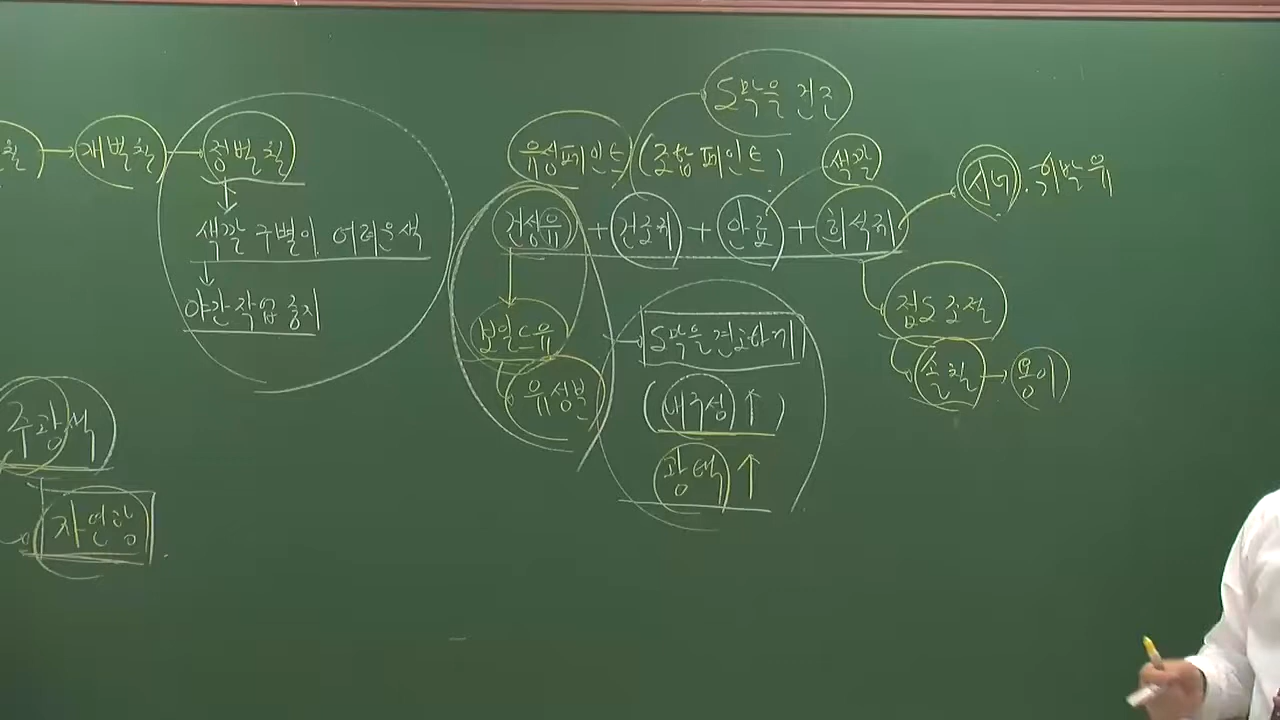 칠 → 재벌칠 → 정벌칠
색깔 구별이 어려운색
야간작업 중지
주광색
자연광
도막을 건조
유성페인트 (조합페인트)
색깔
건성유 + 건조제 + 안료 + 희석제
시너. 휘발유
보일드유
유성분
도막을 견고하게
(내구성 ↑)
광택 ↑
점도조절
솔칠 → 용이